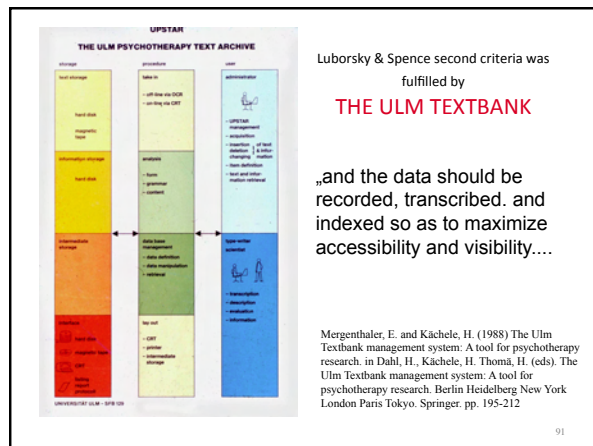 UPSTAR
THE ULM PSYCHOTHERAPY TEXT ARCHIVE
storage
text storage
hard disk
magnetic
tape
information storage
hard disk
intermediate
storage
interface
hard disk
magnetic tape
CRT
protocol
UNIVERSITÄT ULM – SFB 129
procedure
take in
– off-line via OCR
– on-line via CRT
analysis
– form
– grammar
– content
data base
management
– data definition
– data manipulation
– retrieval
lay out
– CRT
– printer
– intermediate
storage
user
administrator
– UPSTAR
management
– acquisition
– insertion of text
deletion & infor-
changing mation
– item definition
– text and infor-
mation retrieval
type-writer
scientist
– transcription
– description
– evaluation
– information
Luborsky & Spence second criteria was
fulfilled by
THE ULM TEXTBANK
„and the data should be
recorded, transcribed. and
indexed so as to maximize
accessibility and visibility....
Mergenthaler, E. and Kächele, H. (1988) The Ulm
Textbank management system: A tool for psychotherapy
research. in Dahl, H., Kächele, H. Thomä, H. (eds). The
Ulm Textbank management system: A tool for
psychotherapy research. Berlin Heidelberg New York
London Paris Tokyo. Springer. pp. 195-212
91